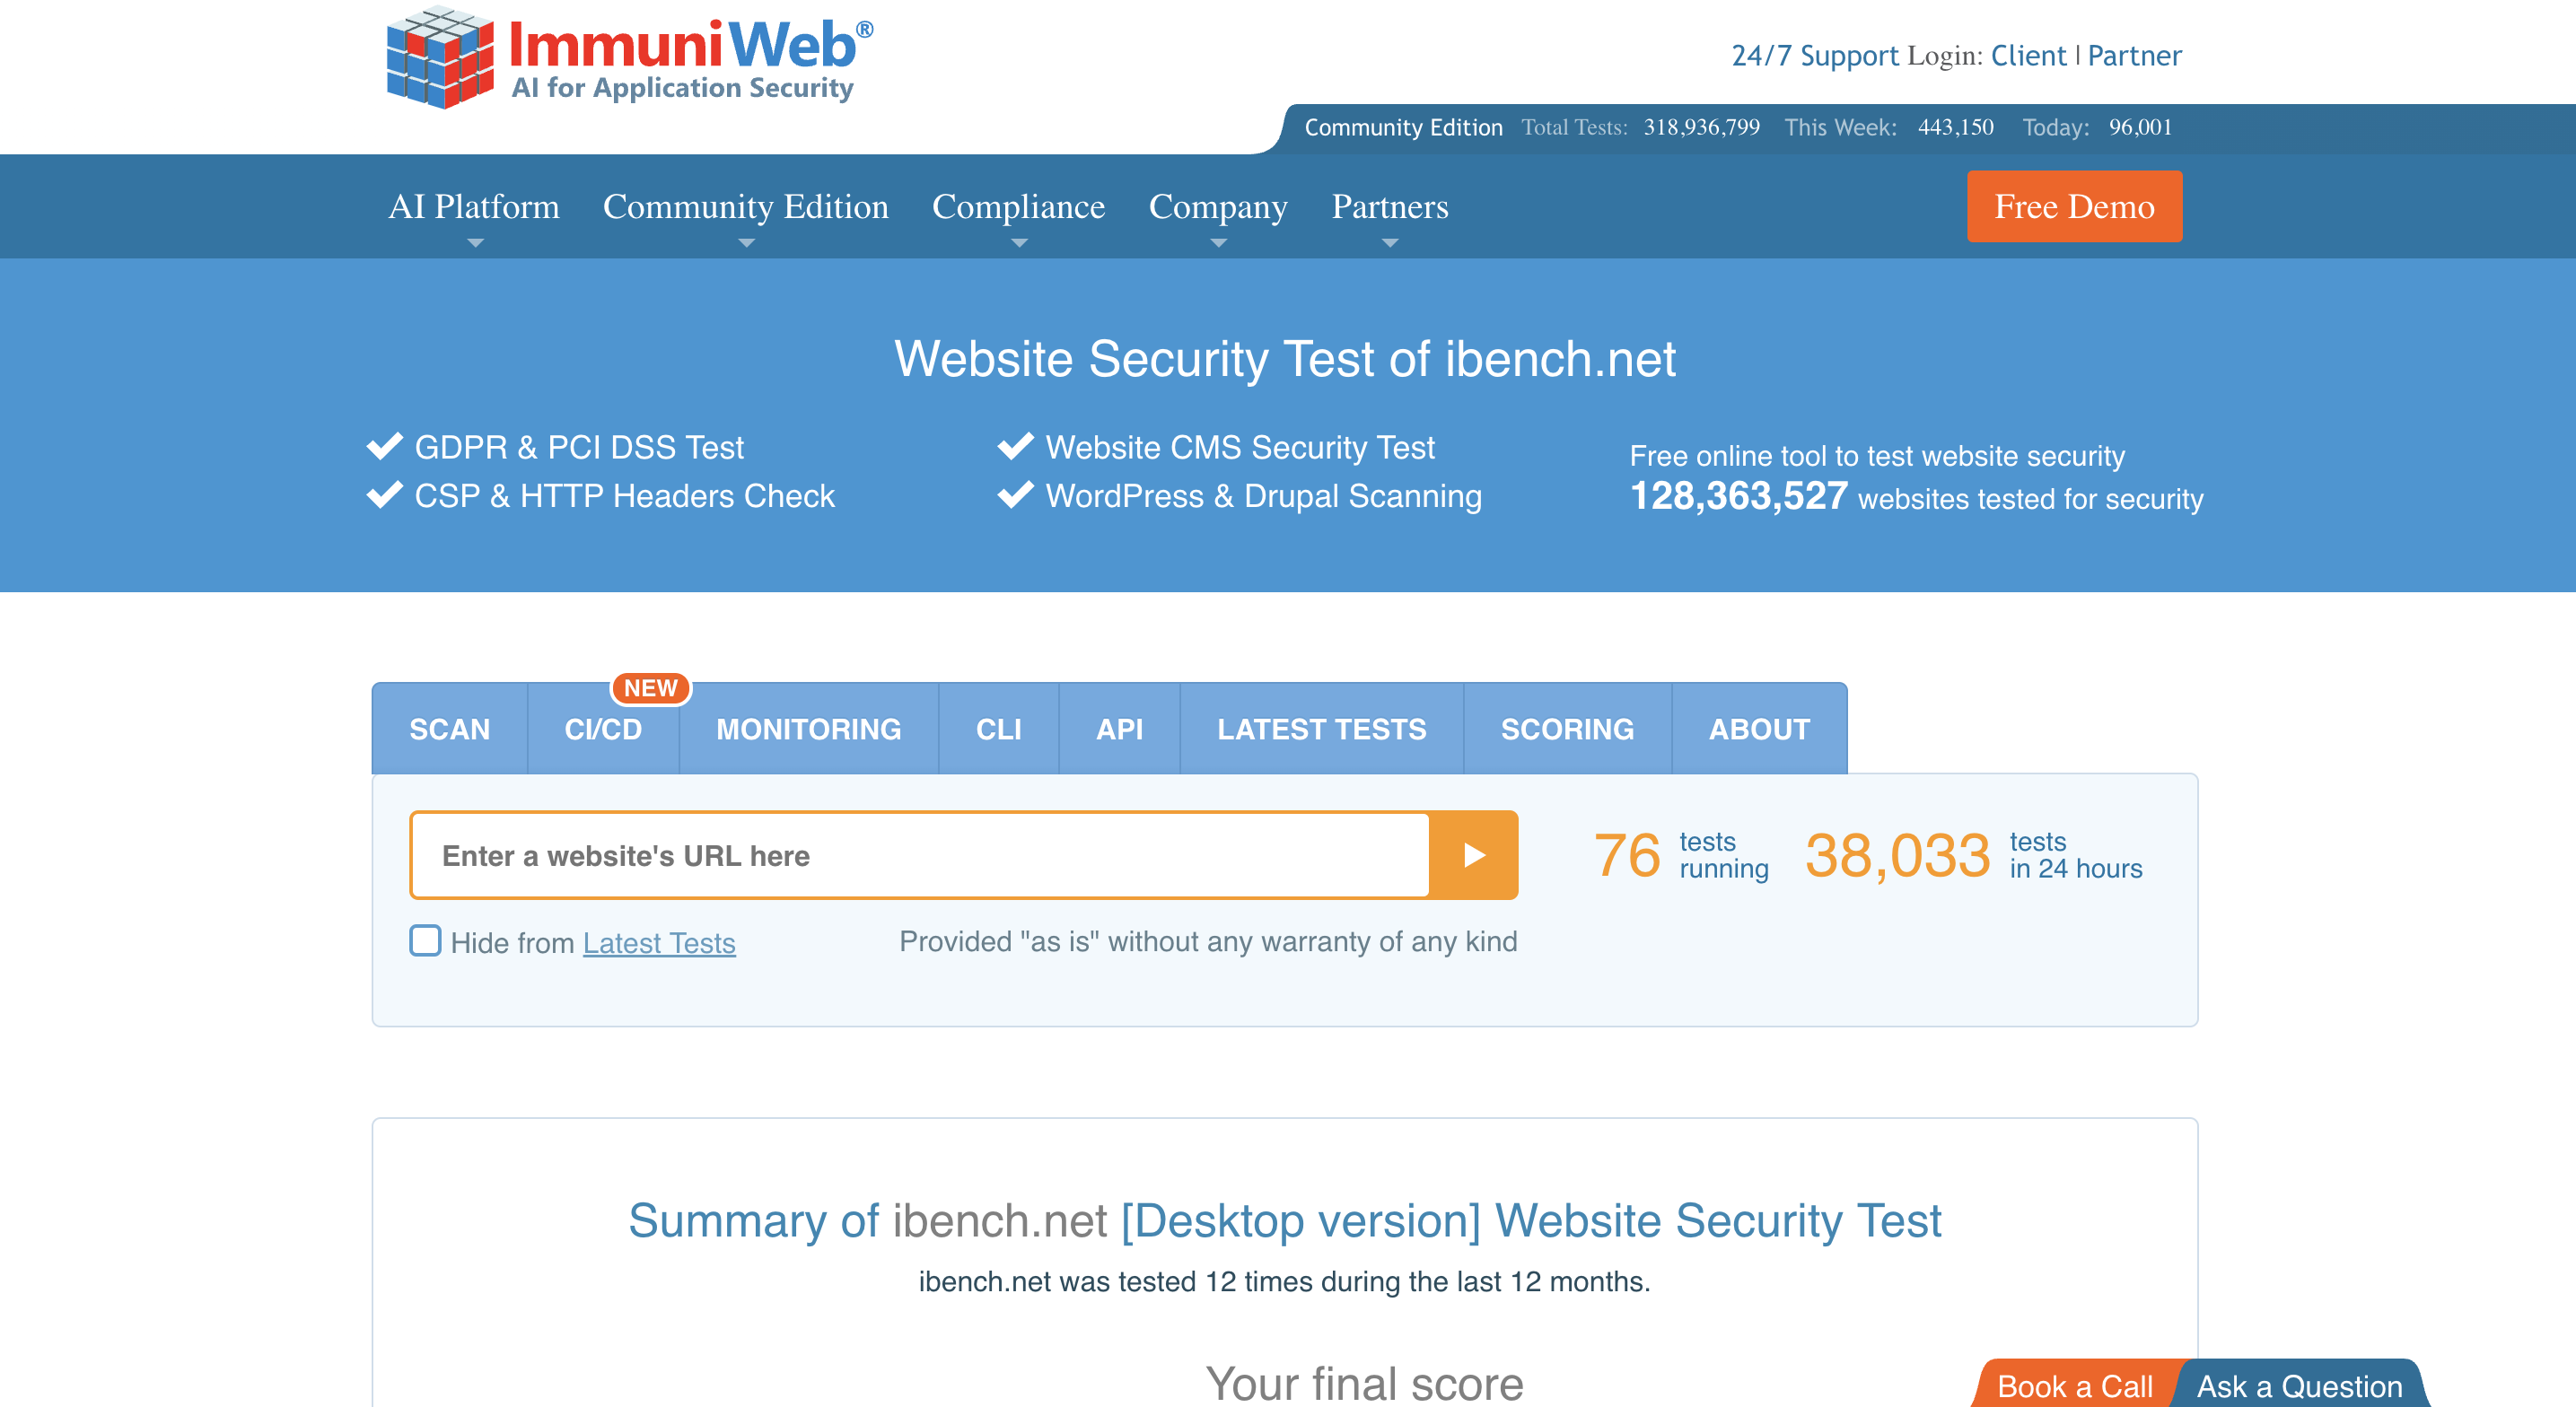 ImmuniWeb®
AI for Application Security
24/7 Support Login: Client | Partner
Community Edition Total Tests: 318,936,799 This Week: 443,150 Today: 96,001
AI Platform Community Edition Compliance Company Partners Free Demo
Website Security Test of ibench.net
GDPR & PCI DSS Test
CSP & HTTP Headers Check
Website CMS Security Test
WordPress & Drupal Scanning
Free online tool to test website security
128,363,527 websites tested for security
NEW
SCAN CI/CD MONITORING CLI API LATEST TESTS SCORING ABOUT
Enter a website's URL here
76 tests running
38,033 tests in 24 hours
Hide from Latest Tests
Provided "as is" without any warranty of any kind
Summary of ibench.net [Desktop version] Website Security Test
ibench.net was tested 12 times during the last 12 months.
Your final score
Book a Call Ask a Question